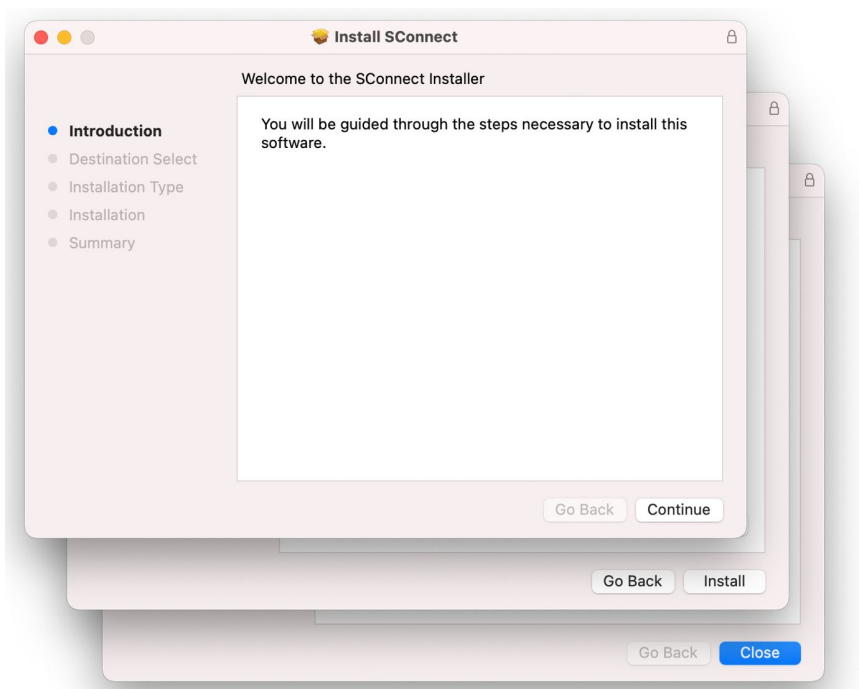 Install SConnect
Welcome to the SConnect Installer
Introduction
Destination Select
Installation Type
Installation
Summary
You will be guided through the steps necessary to install this
software.
Go Back
Continue
Go Back
Install
Go Back
Close